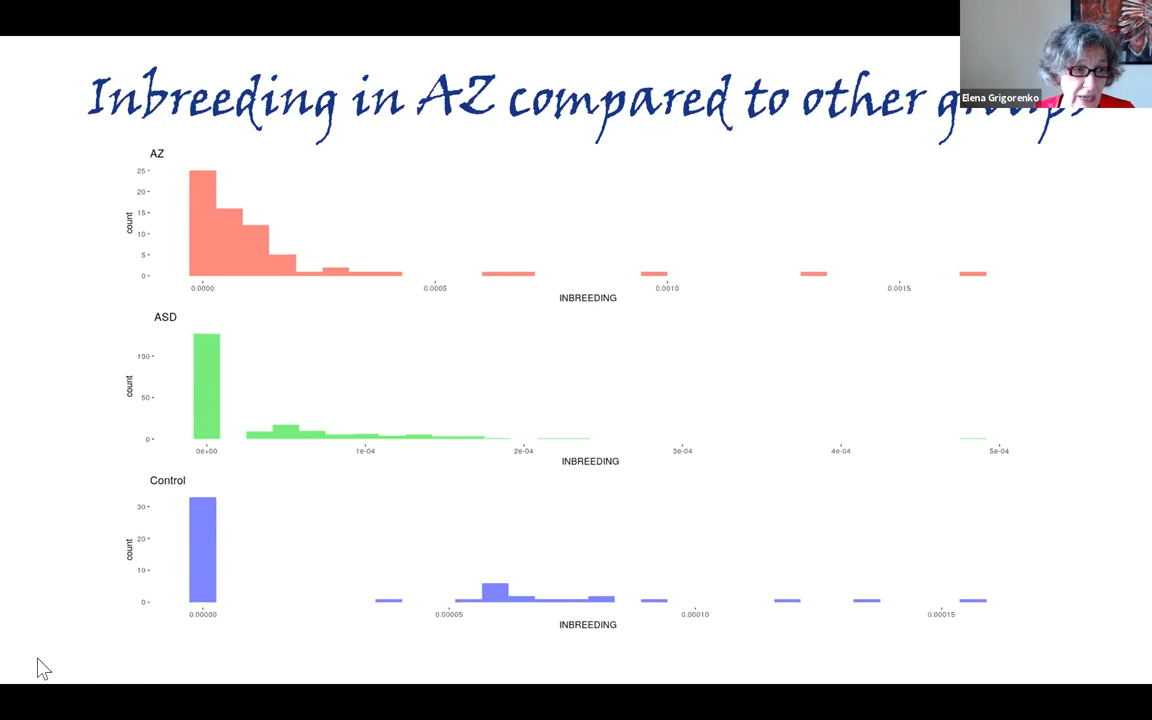 Inbreeding in AZ compared to other groups
Elena Grigorenko
AZ
25
20
15
10
5
0
count
0.0000 0.0005 0.0010 0.0015
INBREEDING
ASD
100
50
0
count
0e+00 1e-04 2e-04 3e-04 4e-04 5e-04
INBREEDING
Control
30
20
10
0
count
0.00000 0.00005 0.00010 0.00015
INBREEDING